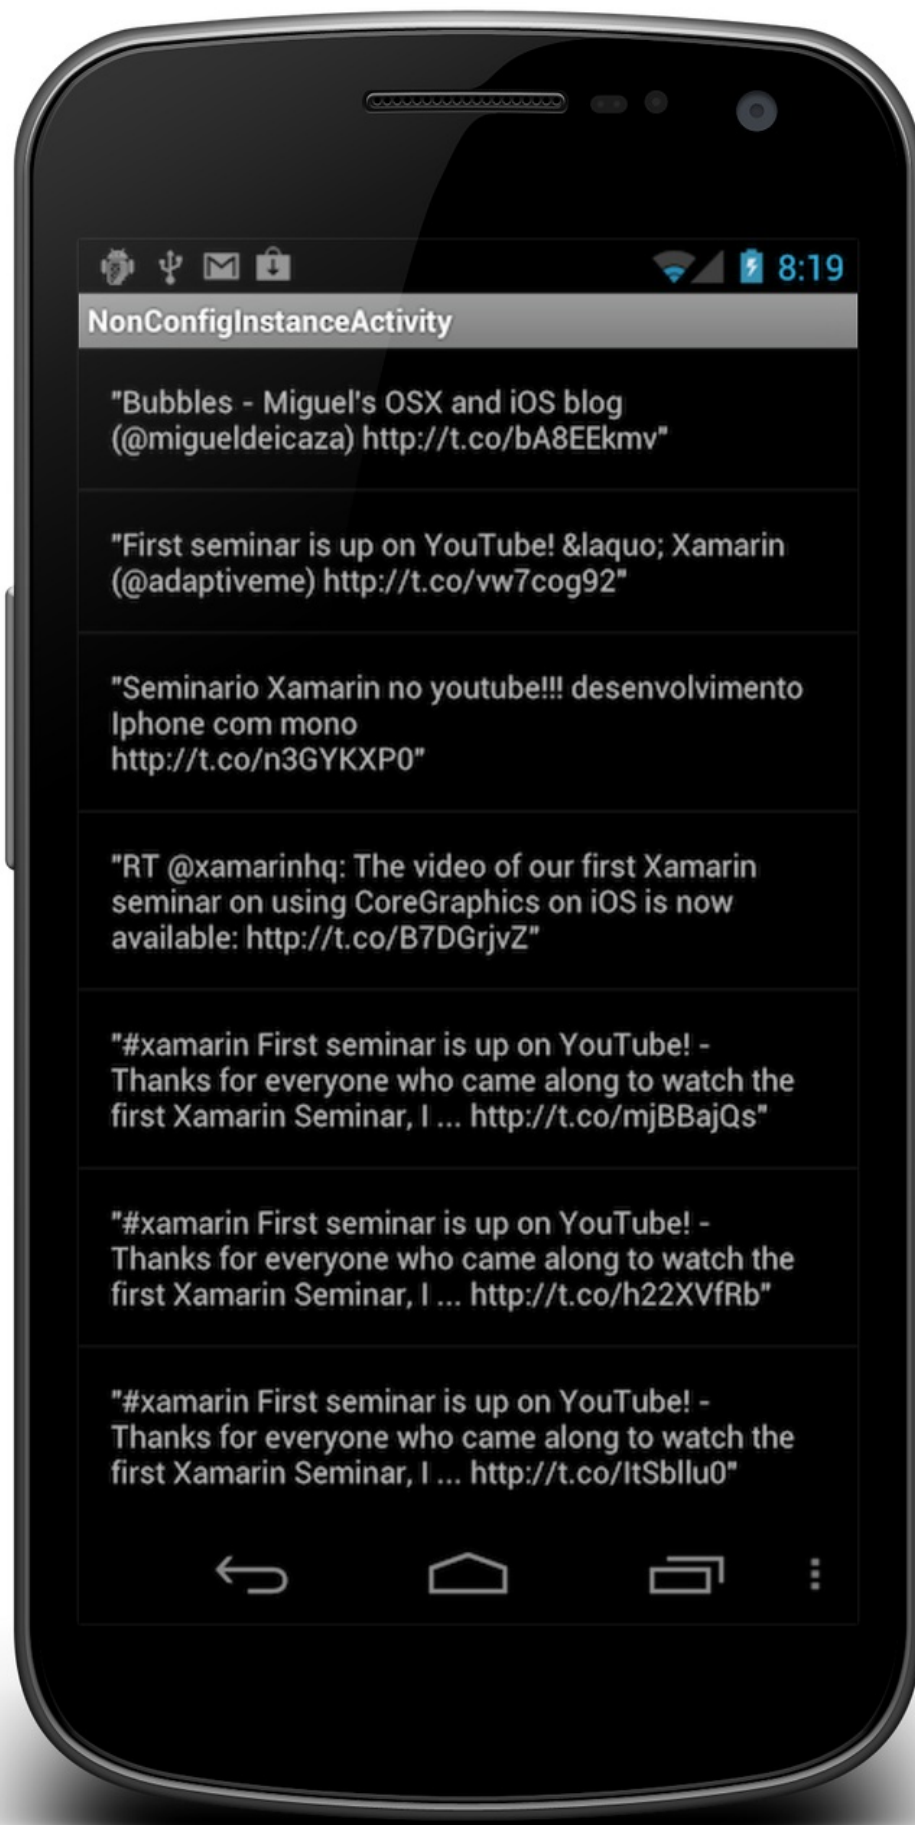 8:19
NonConfigInstanceActivity
"Bubbles - Miguel's OSX and iOS blog
(@migueldeicaza) http://t.co/bA8EEkmv"
"First seminar is up on YouTube! &laquo; Xamarin
(@adaptiveme) http://t.co/vw7cog92"
"Seminario Xamarin no youtube!!! desenvolvimento
Iphone com mono
http://t.co/n3GYKXP0"
"RT @xamarinhq: The video of our first Xamarin
seminar on using CoreGraphics on iOS is now
available: http://t.co/B7DGrjvZ"
"#xamarin First seminar is up on YouTube! -
Thanks for everyone who came along to watch the
first Xamarin Seminar, I ... http://t.co/mjBBajQs"
"#xamarin First seminar is up on YouTube! -
Thanks for everyone who came along to watch the
first Xamarin Seminar, I ... http://t.co/h22XVfRb"
"#xamarin First seminar is up on YouTube! -
Thanks for everyone who came along to watch the
first Xamarin Seminar, I ... http://t.co/ItSbllu0"